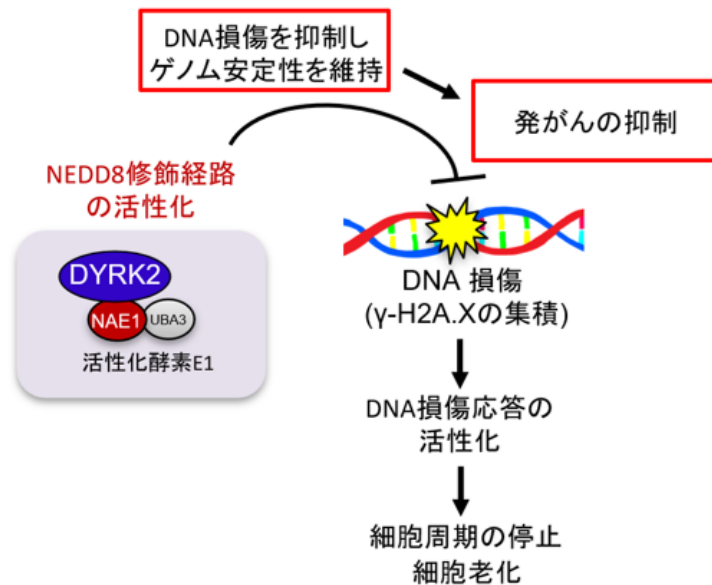 DNA損傷を抑制し
ゲノム安定性を維持
発がんの抑制
NEDD8修飾経路
の活性化
DYRK2
NAE1
UBA3
活性化酵素E1
DNA 損傷
(γ-H2A.Xの集積)
DNA損傷応答の
活性化
細胞周期の停止
細胞老化